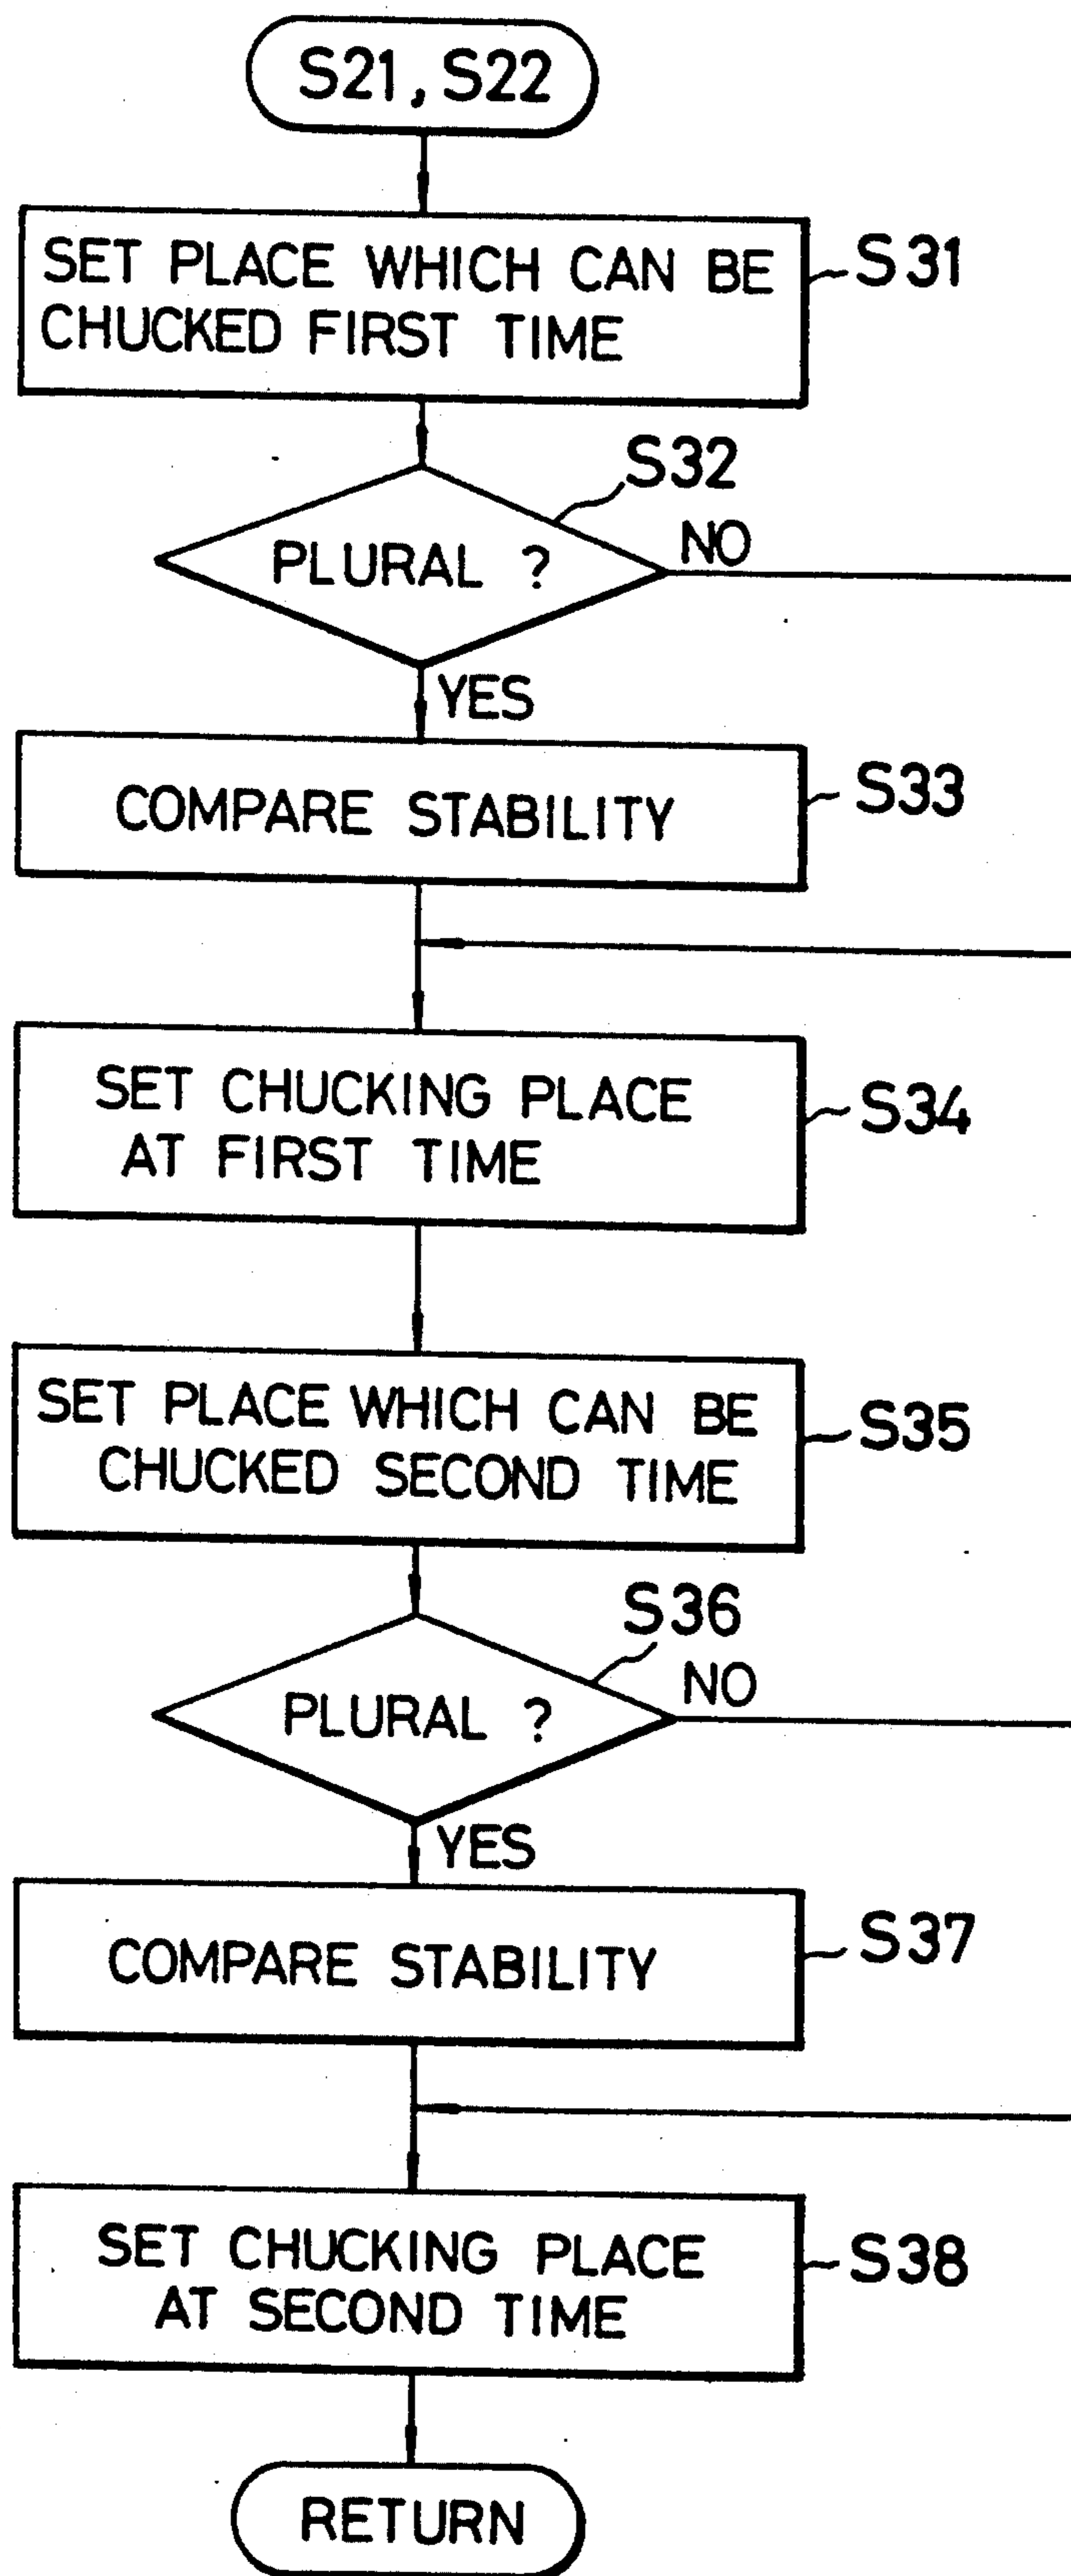 S21, S22
SET PLACE WHICH CAN BE
CHUCKED FIRST TIME
S31
S32
PLURAL ?
NO
YES
COMPARE STABILITY
S33
SET CHUCKING PLACE
AT FIRST TIME
S34
SET PLACE WHICH CAN BE
CHUCKED SECOND TIME
S35
S36
PLURAL ?
NO
YES
COMPARE STABILITY
S37
SET CHUCKING PLACE
AT SECOND TIME
S38
RETURN